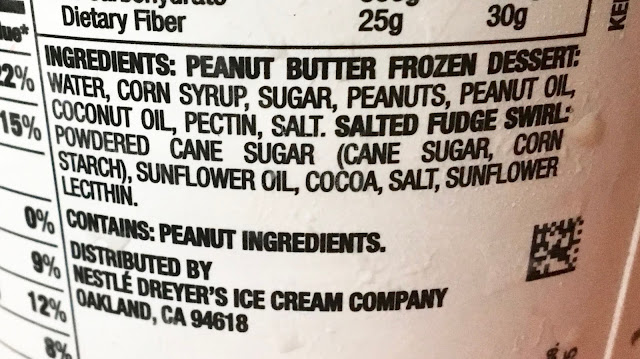 Dietary Fiber 25g 30g
INGREDIENTS: PEANUT BUTTER FROZEN DESSERT:
22% WATER, CORN SYRUP, SUGAR, PEANUTS, PEANUT OIL,
COCONUT OIL, PECTIN, SALT. SALTED FUDGE SWIRL:
15% POWDERED CANE SUGAR (CANE SUGAR, CORN
STARCH), SUNFLOWER OIL, COCOA, SALT, SUNFLOWER
LECITHIN.
0% CONTAINS: PEANUT INGREDIENTS.
9% DISTRIBUTED BY
NESTLÉ DREYER'S ICE CREAM COMPANY
12% OAKLAND, CA 94618
8%